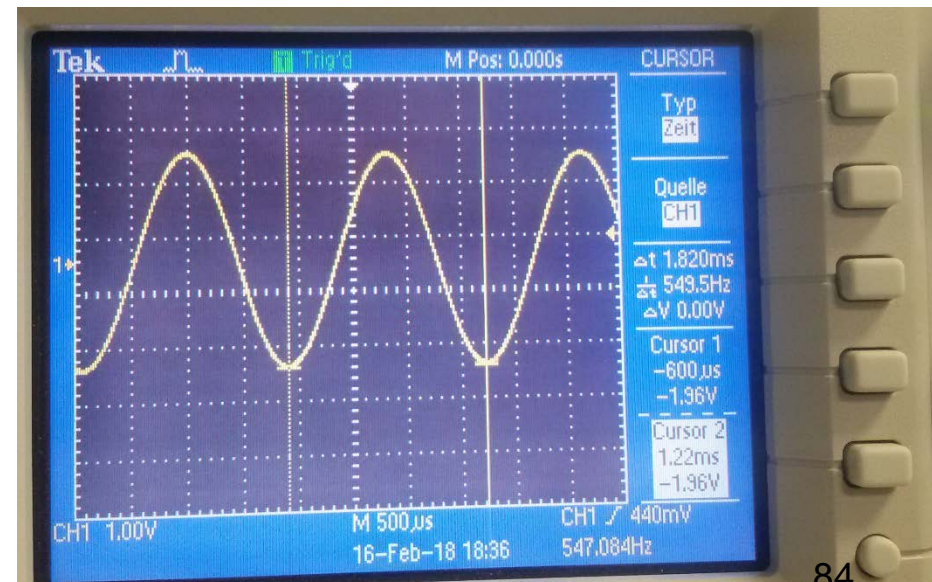 Tek Trig'd M Pos: 0.000s CURSOR
Typ
Zeit
Quelle
CH1
1
Δt 1.820ms
1/Δt 549.5Hz
ΔV 0.00V
Cursor 1
-600µs
-1.96V
Cursor 2
1.22ms
-1.96V
CH1 1.00V M 500µs CH1 / 440mV
16-Feb-18 18:36 547.084Hz
84